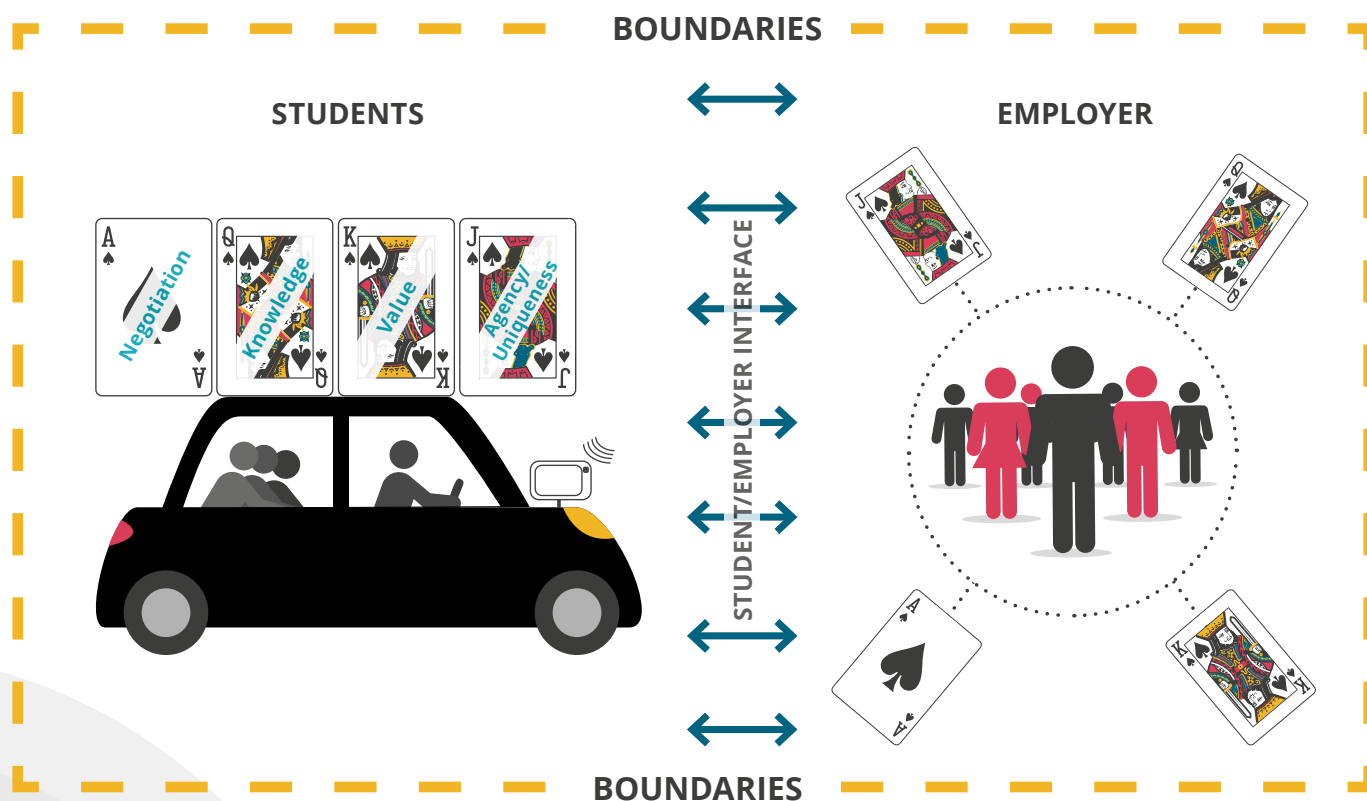 BOUNDARIES
STUDENTS
EMPLOYER
A
Negotiation
A
Q
Knowledge
Q
K
Value
K
J
Agency/
Uniqueness
J
STUDENT/EMPLOYER INTERFACE
J
J
Q
Q
A
A
K
K
BOUNDARIES